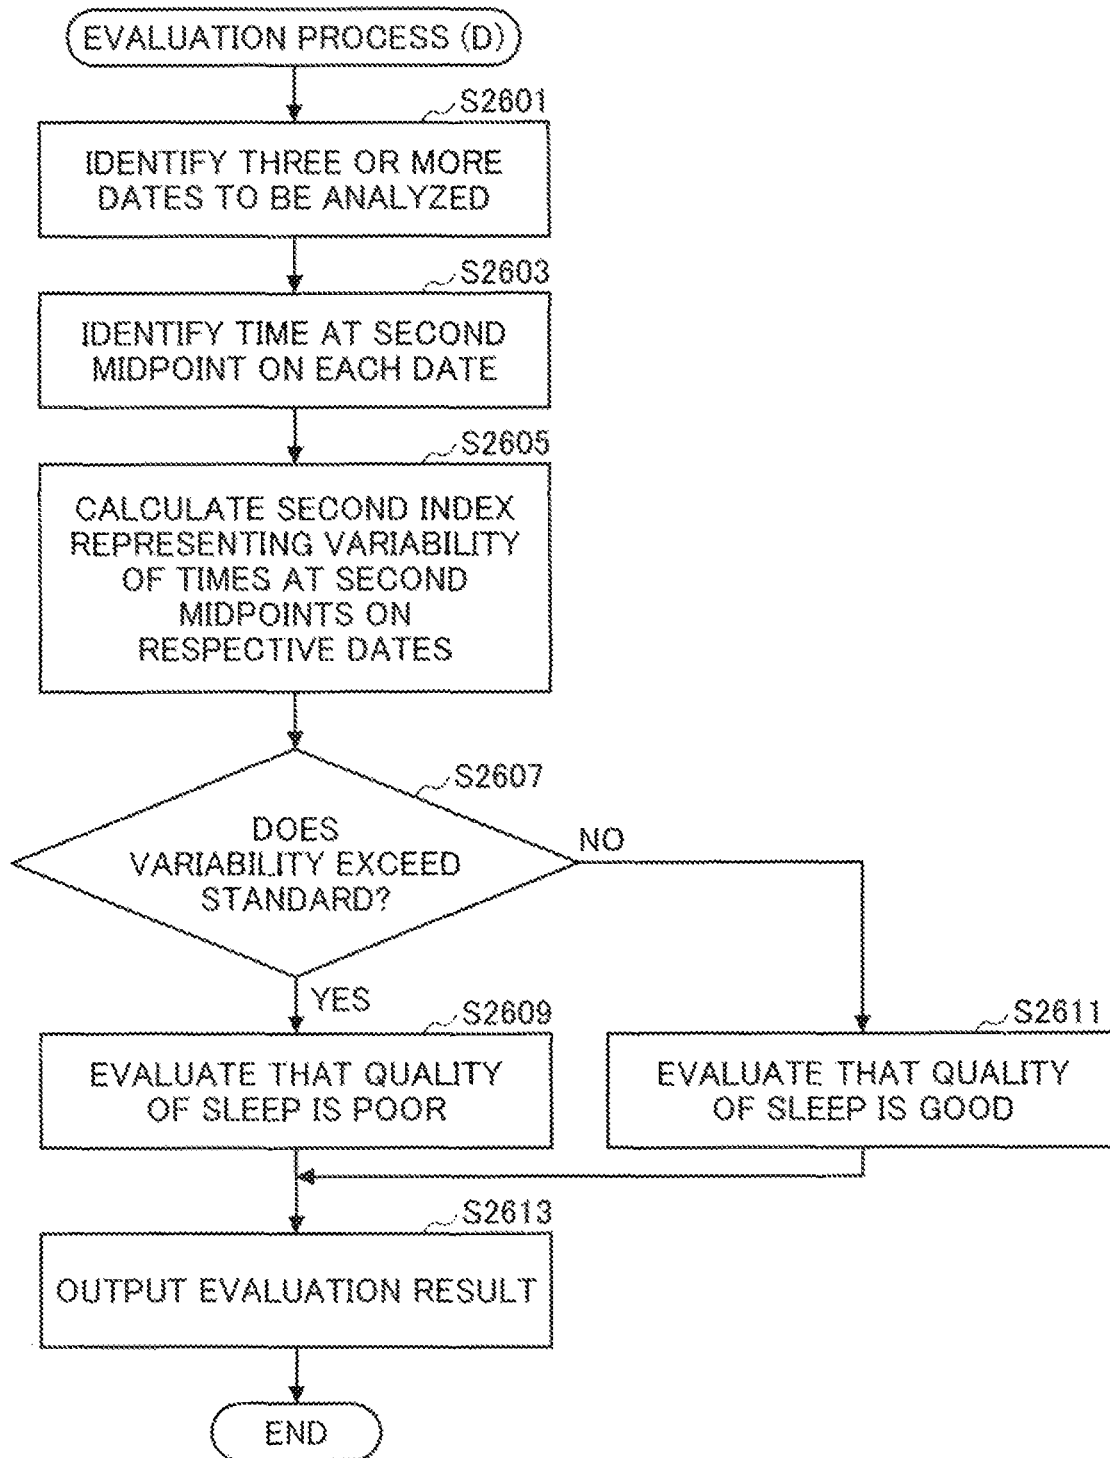 EVALUATION PROCESS (D)
S2601
IDENTIFY THREE OR MORE
DATES TO BE ANALYZED
S2603
IDENTIFY TIME AT SECOND
MIDPOINT ON EACH DATE
S2605
CALCULATE SECOND INDEX
REPRESENTING VARIABILITY
OF TIMES AT SECOND
MIDPOINTS ON
RESPECTIVE DATES
S2607
DOES
VARIABILITY EXCEED
STANDARD?
NO
YES
S2609
EVALUATE THAT QUALITY
OF SLEEP IS POOR
S2611
EVALUATE THAT QUALITY
OF SLEEP IS GOOD
S2613
OUTPUT EVALUATION RESULT
END